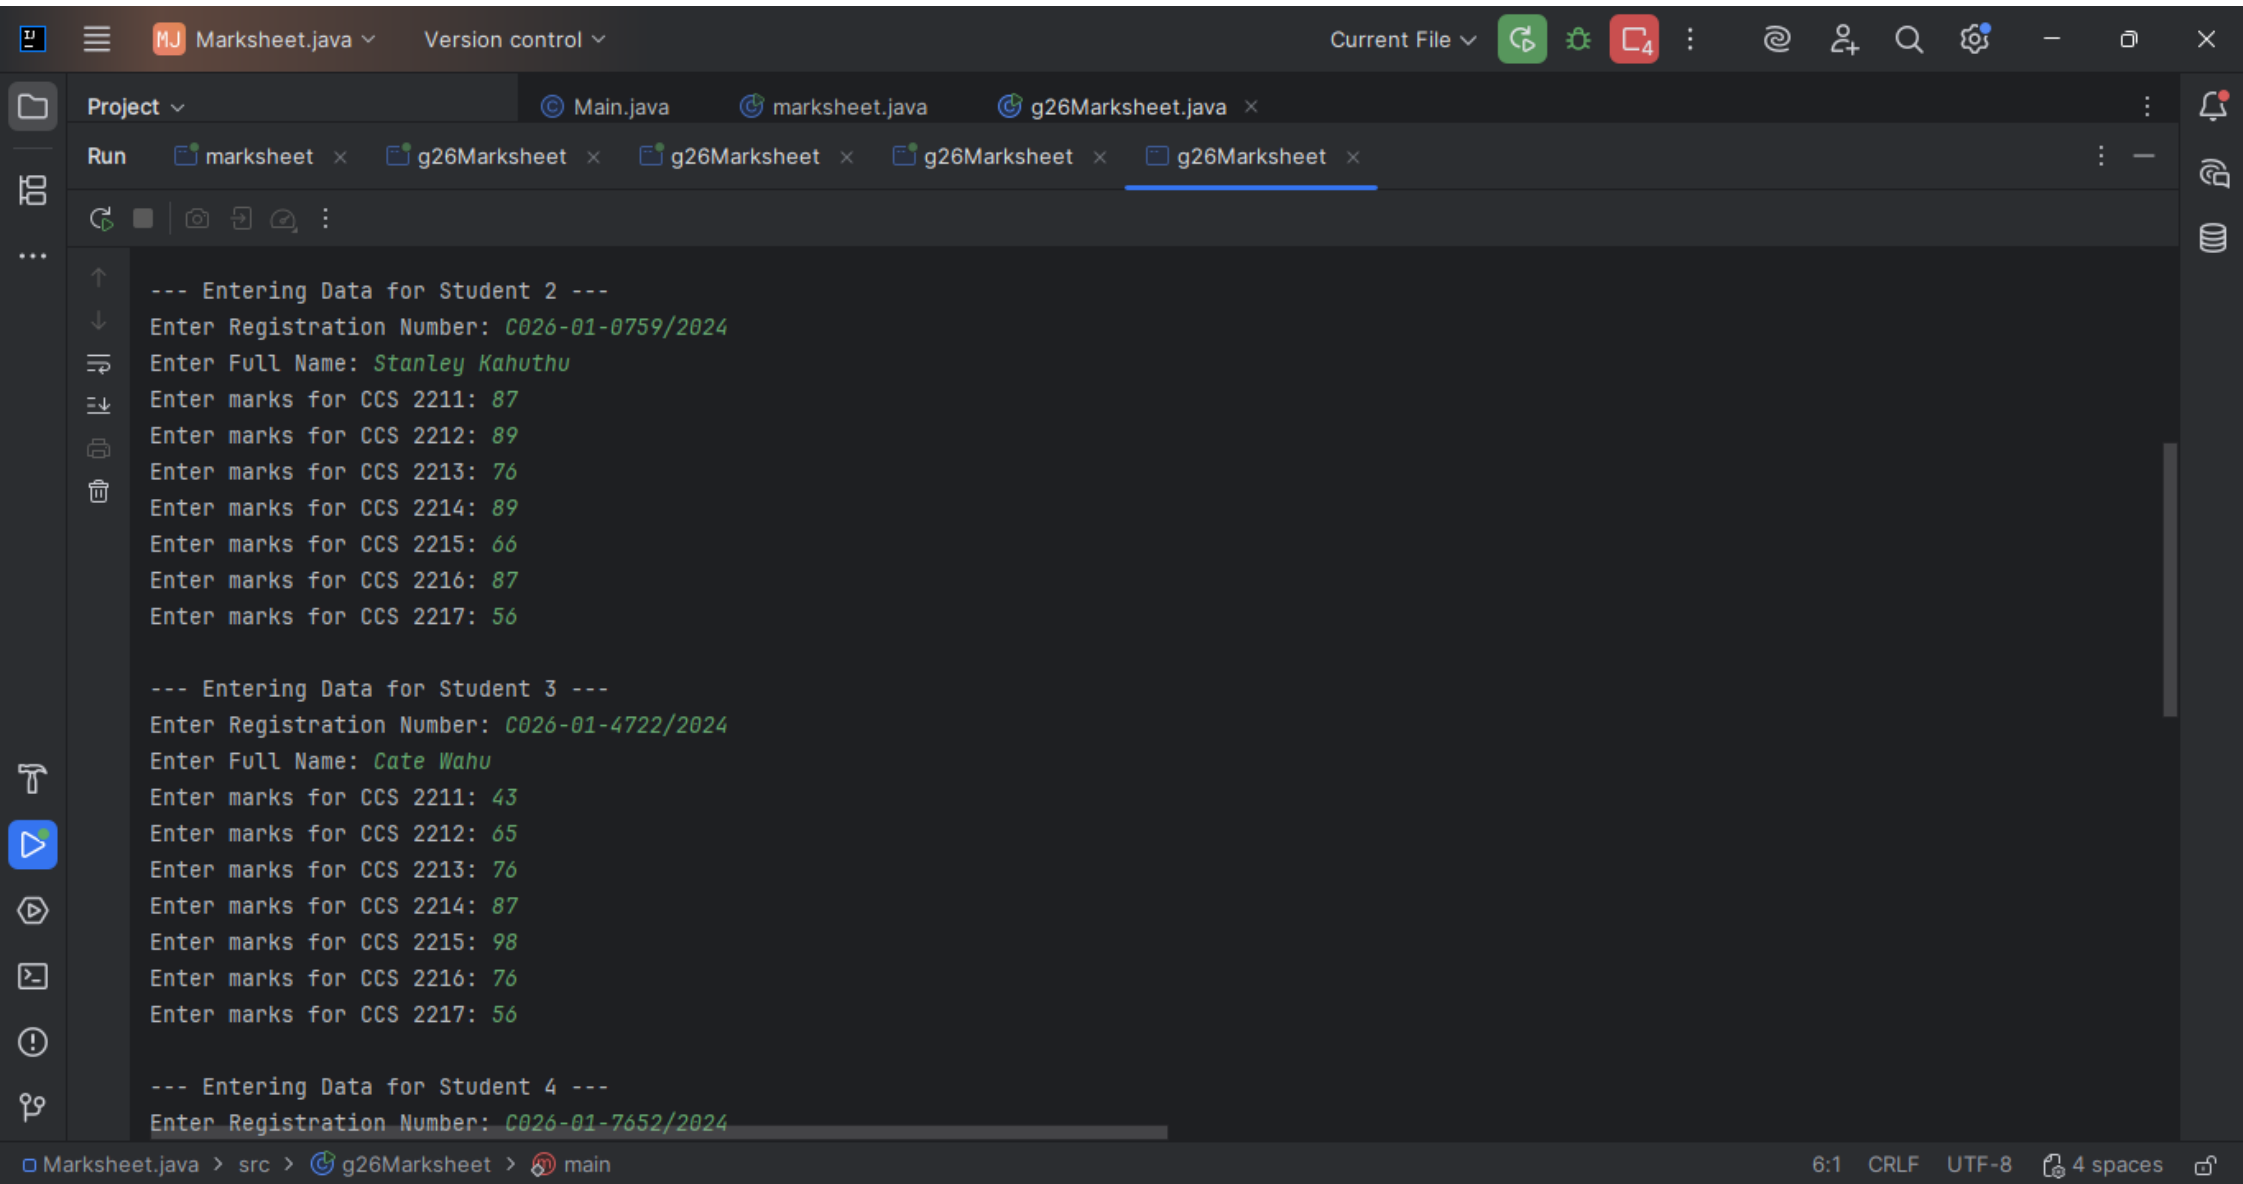 MJ Marksheet.java Version control Current File 4
Project Main.java marksheet.java g26Marksheet.java
Run marksheet g26Marksheet g26Marksheet g26Marksheet g26Marksheet
--- Entering Data for Student 2 ---
Enter Registration Number: C026-01-0759/2024
Enter Full Name: Stanley Kahuthu
Enter marks for CCS 2211: 87
Enter marks for CCS 2212: 89
Enter marks for CCS 2213: 76
Enter marks for CCS 2214: 89
Enter marks for CCS 2215: 66
Enter marks for CCS 2216: 87
Enter marks for CCS 2217: 56
--- Entering Data for Student 3 ---
Enter Registration Number: C026-01-4722/2024
Enter Full Name: Cate Wahu
Enter marks for CCS 2211: 43
Enter marks for CCS 2212: 65
Enter marks for CCS 2213: 76
Enter marks for CCS 2214: 87
Enter marks for CCS 2215: 98
Enter marks for CCS 2216: 76
Enter marks for CCS 2217: 56
--- Entering Data for Student 4 ---
Enter Registration Number: C026-01-7652/2024
Marksheet.java > src > g26Marksheet > main 6:1 CRLF UTF-8 4 spaces